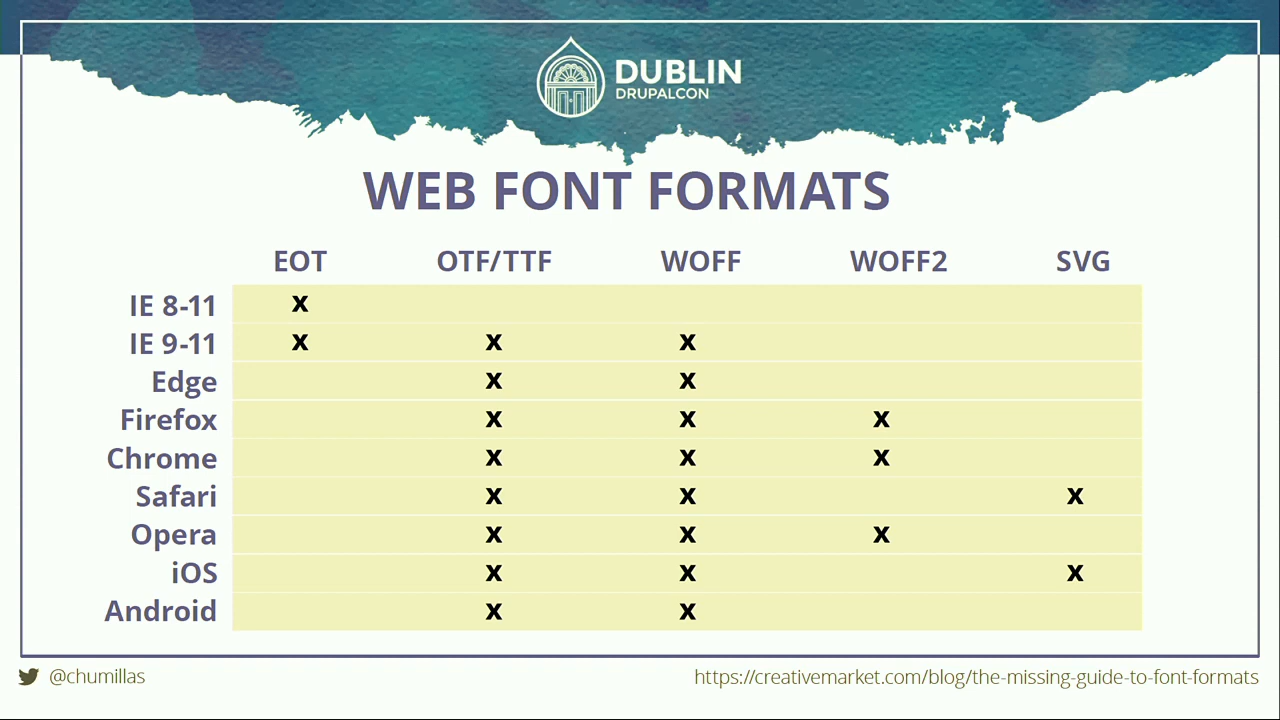 DUBLIN
DRUPALCON
WEB FONT FORMATS
EOT OTF/TTF WOFF WOFF2 SVG
IE 8-11 x
IE 9-11 x x x
Edge x x
Firefox x x x
Chrome x x x
Safari x x x
Opera x x x
iOS x x x
Android x x
@chumillas https://creativemarket.com/blog/the-missing-guide-to-font-formats